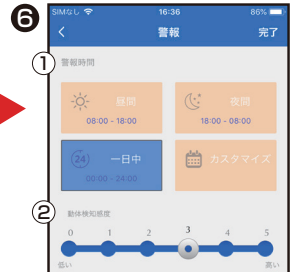 ⑥
SIMなし 16:36 86%
警報 完了
① 警報時間
昼間 夜間
08:00 - 18:00 18:00 - 08:00
24 一日中 カスタマイズ
00:00 - 24:00
② 動体検知感度
0 1 2 3 4 5
低い 高い